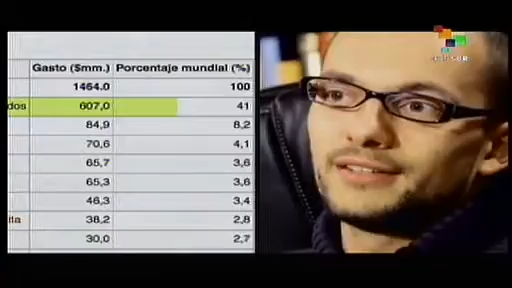 Gasto ($mm.) Porcentaje mundial (%)
1464.0 100
dos 607,0 41
84,9 8,2
70,6 4,1
65,7 3,6
65,3 3,6
46,3 3,4
ita 38,2 2,8
30,0 2,7